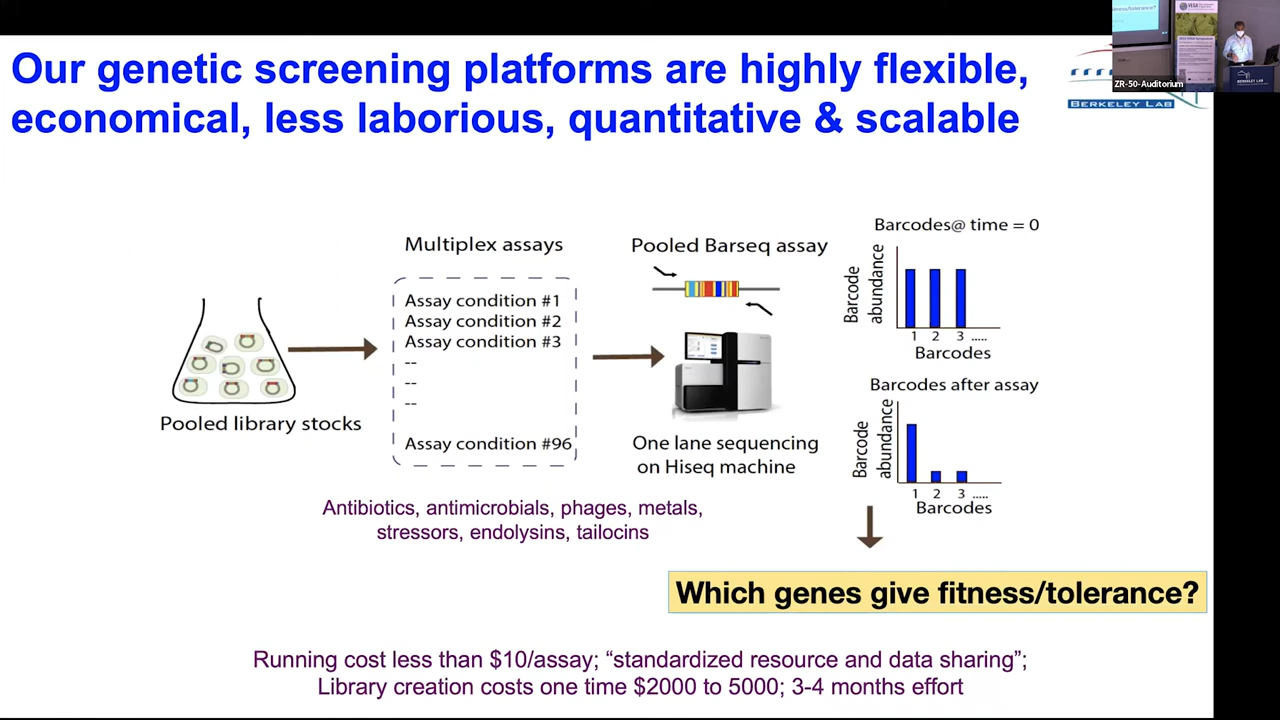 Our genetic screening platforms are highly flexible,
economical, less laborious, quantitative & scalable
BERKELEY LAB
fitness/tolerance?
VEGA
ZR-50-Auditorium
BERKELEY LAB
Pooled library stocks
Multiplex assays
Assay condition #1
Assay condition #2
Assay condition #3
--
--
--
Assay condition #96
Antibiotics, antimicrobials, phages, metals,
stressors, endolysins, tailocins
Pooled Barseq assay
One lane sequencing
on Hiseq machine
Barcodes@ time = 0
Barcode
abundance
1 2 3 .....
Barcodes
Barcodes after assay
Barcode
abundance
1 2 3 .....
Barcodes
Which genes give fitness/tolerance?
Running cost less than $10/assay; “standardized resource and data sharing”;
Library creation costs one time $2000 to 5000; 3-4 months effort